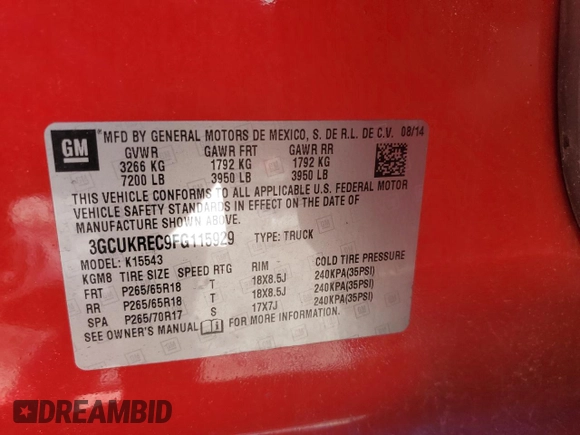 GM
MFD BY GENERAL MOTORS DE MEXICO, S. DE R.L. DE C.V. 08/14
GVWR GAWR FRT GAWR RR
3266 KG 1792 KG 1792 KG
7200 LB 3950 LB 3950 LB
THIS VEHICLE CONFORMS TO ALL APPLICABLE U.S. FEDERAL MOTOR
VEHICLE SAFETY STANDARDS IN EFFECT ON THE DATE OF
MANUFACTURE SHOWN ABOVE.
3GCUKREC9FG115929 TYPE: TRUCK
MODEL: K15543
KGM8 TIRE SIZE SPEED RTG RIM COLD TIRE PRESSURE
FRT P265/65R18 T 18X8.5J 240KPA(35PSI)
RR P265/65R18 T 18X8.5J 240KPA(35PSI)
SPA P265/70R17 S 17X7J 240KPA(35PSI)
SEE OWNER'S MANUAL FOR MORE INFORMATION
DREAMBID